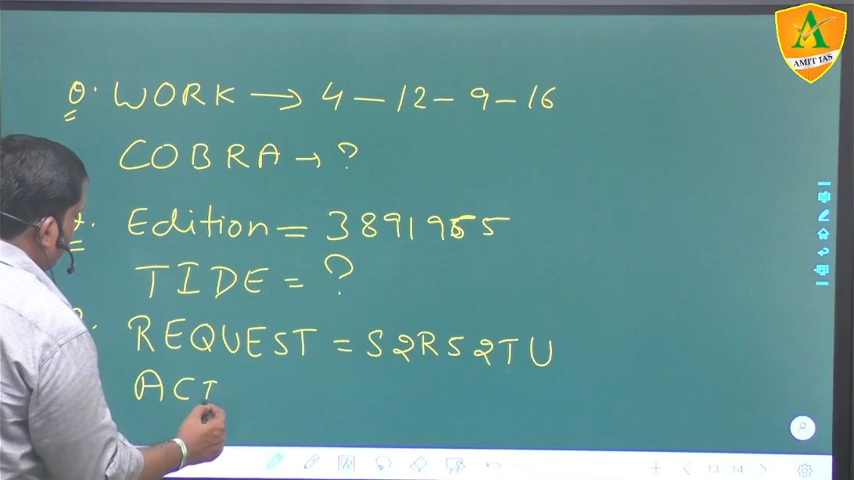 A
AMIT IAS
Q. WORK → 4 – 12 – 9 – 16
COBRA → ?
Edition = 3891955
TIDE = ?
REQUEST = S2R52TU
ACT
13 14